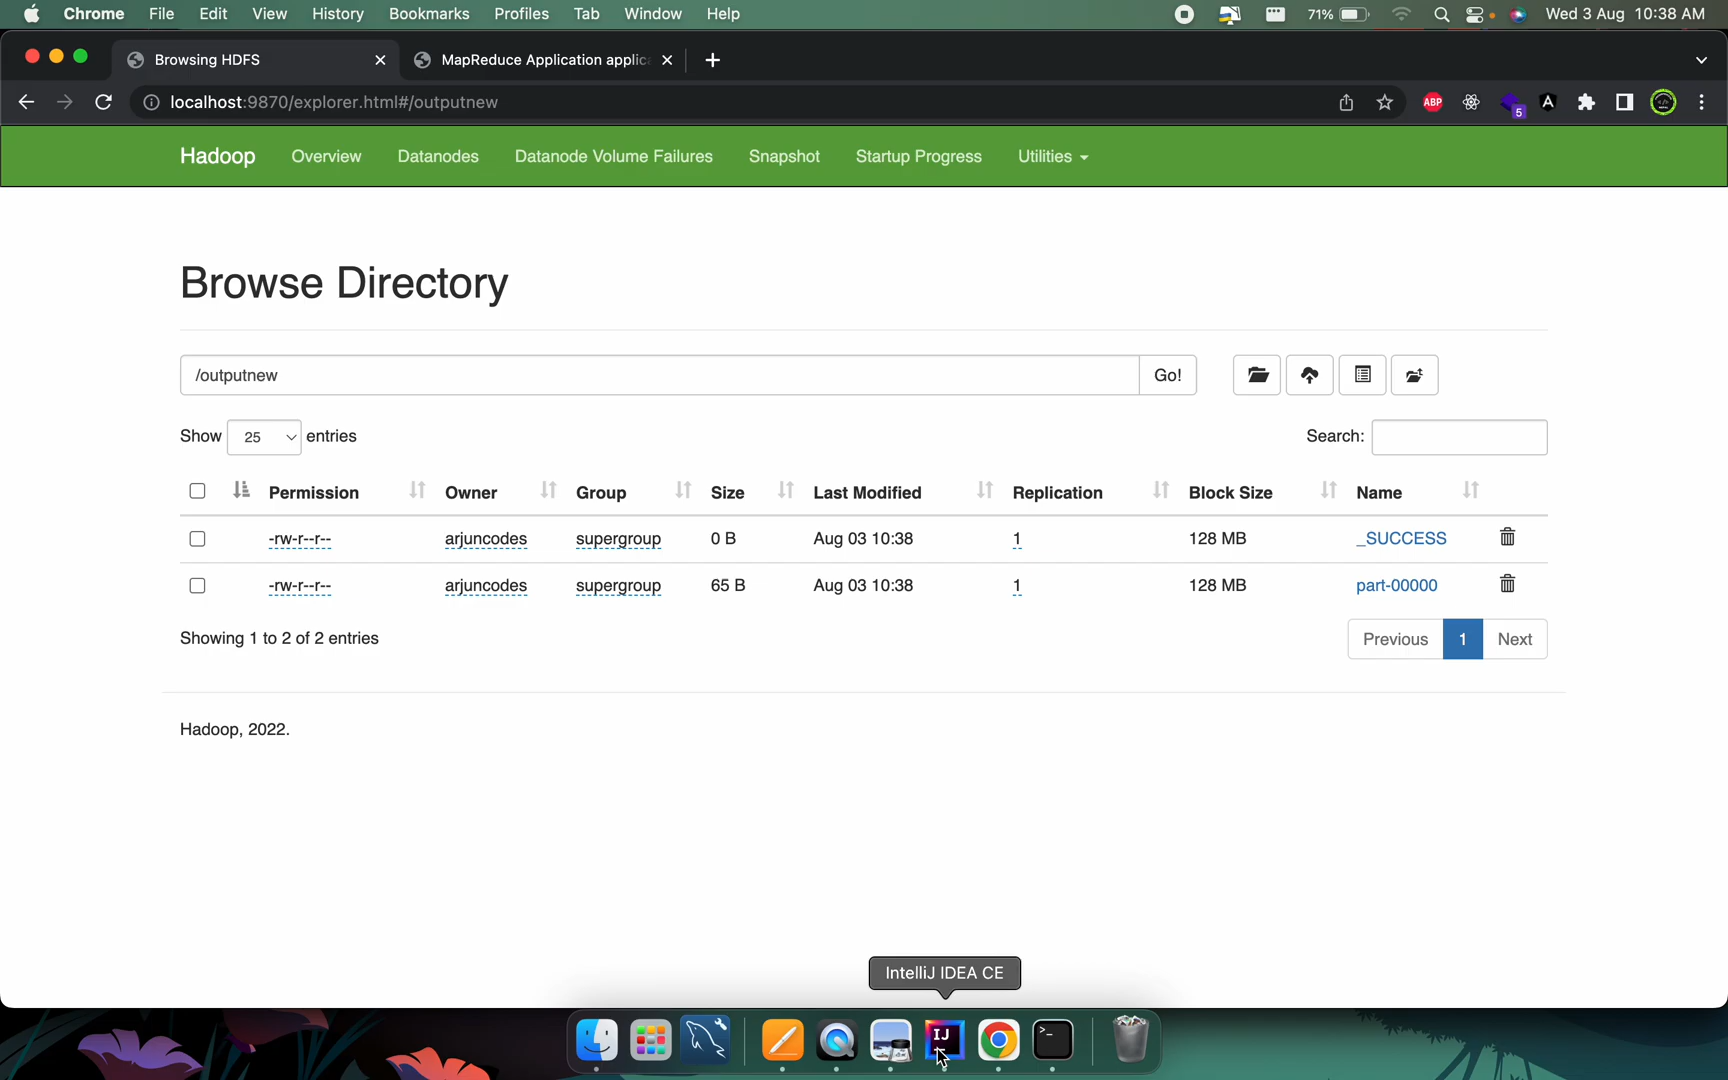 Chrome File Edit View History Bookmarks Profiles Tab Window Help 71% Wed 3 Aug 10:38 AM
Browsing HDFS MapReduce Application applic
localhost:9870/explorer.html#/outputnew ABP 5 A
Hadoop Overview Datanodes Datanode Volume Failures Snapshot Startup Progress Utilities
Browse Directory
/outputnew Go!
Show 25 entries Search:
Permission Owner Group Size Last Modified Replication Block Size Name
-rw-r--r-- arjuncodes supergroup 0 B Aug 03 10:38 1 128 MB _SUCCESS
-rw-r--r-- arjuncodes supergroup 65 B Aug 03 10:38 1 128 MB part-00000
Showing 1 to 2 of 2 entries Previous 1 Next
Hadoop, 2022.
IntelliJ IDEA CE
IJ